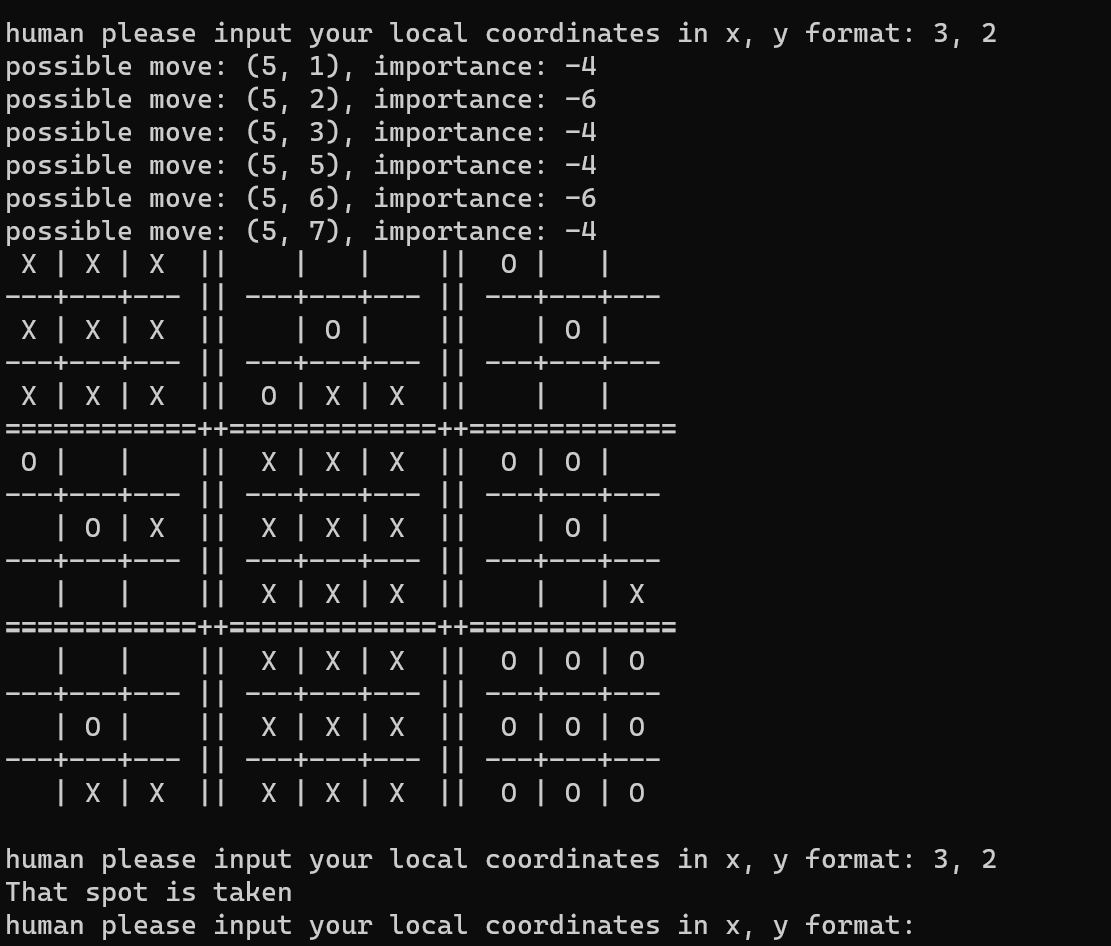 human please input your local coordinates in x, y format: 3, 2
possible move: (5, 1), importance: -4
possible move: (5, 2), importance: -6
possible move: (5, 3), importance: -4
possible move: (5, 5), importance: -4
possible move: (5, 6), importance: -6
possible move: (5, 7), importance: -4
 X | X | X  ||    |   |    ||  O |   |
---+---+--- || ---+---+--- || ---+---+---
 X | X | X  ||    | O |    ||    | O |
---+---+--- || ---+---+--- || ---+---+---
 X | X | X  ||  O | X | X  ||    |   |
============++=============++=============
 O |   |    ||  X | X | X  ||  O | O |
---+---+--- || ---+---+--- || ---+---+---
   | O | X  ||  X | X | X  ||    | O |
---+---+--- || ---+---+--- || ---+---+---
   |   |    ||  X | X | X  ||    |   | X
============++=============++=============
   |   |    ||  X | X | X  ||  O | O | O
---+---+--- || ---+---+--- || ---+---+---
   | O |    ||  X | X | X  ||  O | O | O
---+---+--- || ---+---+--- || ---+---+---
   | X | X  ||  X | X | X  ||  O | O | O
human please input your local coordinates in x, y format: 3, 2
That spot is taken
human please input your local coordinates in x, y format: